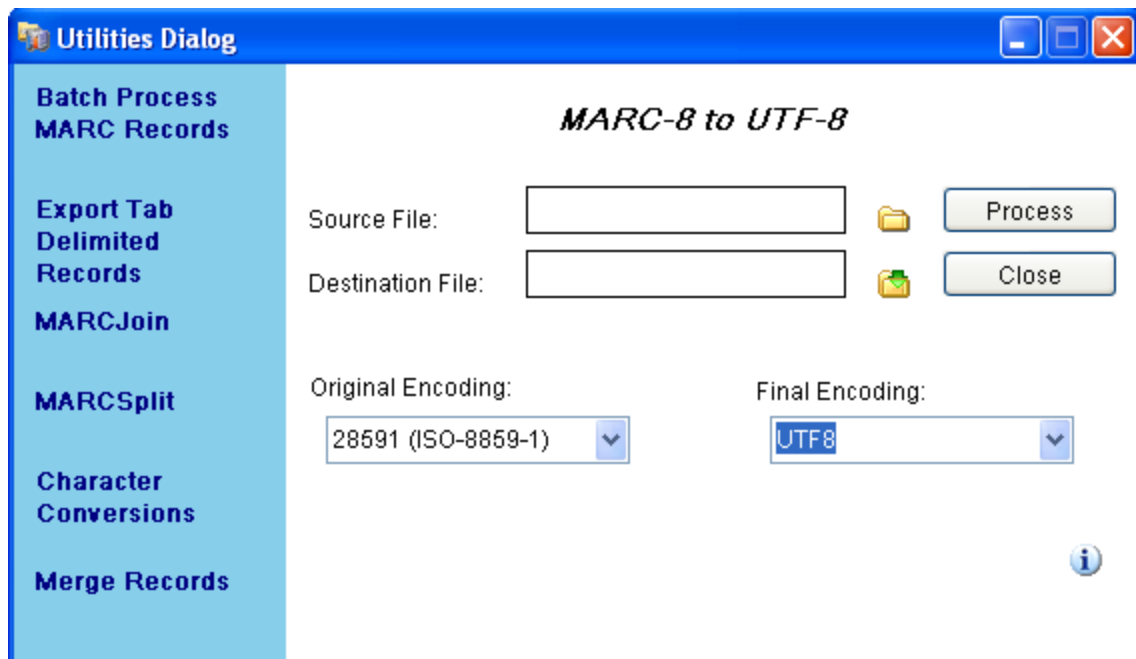 Utilities Dialog
Batch Process
MARC Records
Export Tab
Delimited
Records
MARCJoin
MARCSplit
Character
Conversions
Merge Records
MARC-8 to UTF-8
Source File:
Process
Destination File:
Close
Original Encoding:
Final Encoding:
28591 (ISO-8859-1)
UTF8